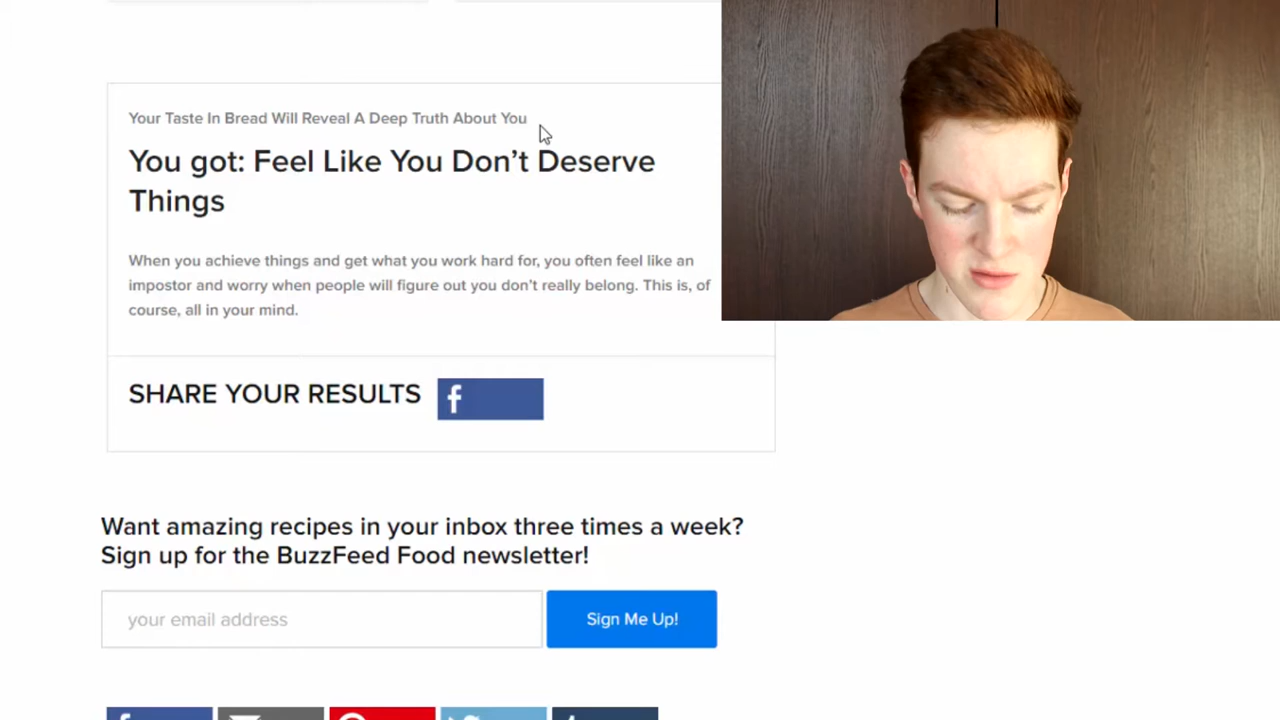 Your Taste In Bread Will Reveal A Deep Truth About You
You got: Feel Like You Don’t Deserve
Things
When you achieve things and get what you work hard for, you often feel like an
impostor and worry when people will figure out you don’t really belong. This is, of
course, all in your mind.
SHARE YOUR RESULTS
Want amazing recipes in your inbox three times a week?
Sign up for the BuzzFeed Food newsletter!
your email address
Sign Me Up!